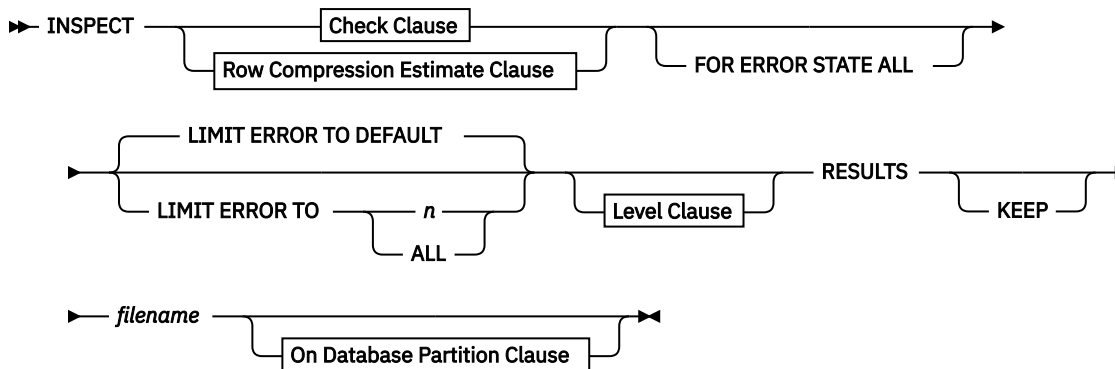 INSPECT Check Clause
Row Compression Estimate Clause FOR ERROR STATE ALL
LIMIT ERROR TO DEFAULT
RESULTS
LIMIT ERROR TO n Level Clause KEEP
ALL
filename
On Database Partition Clause